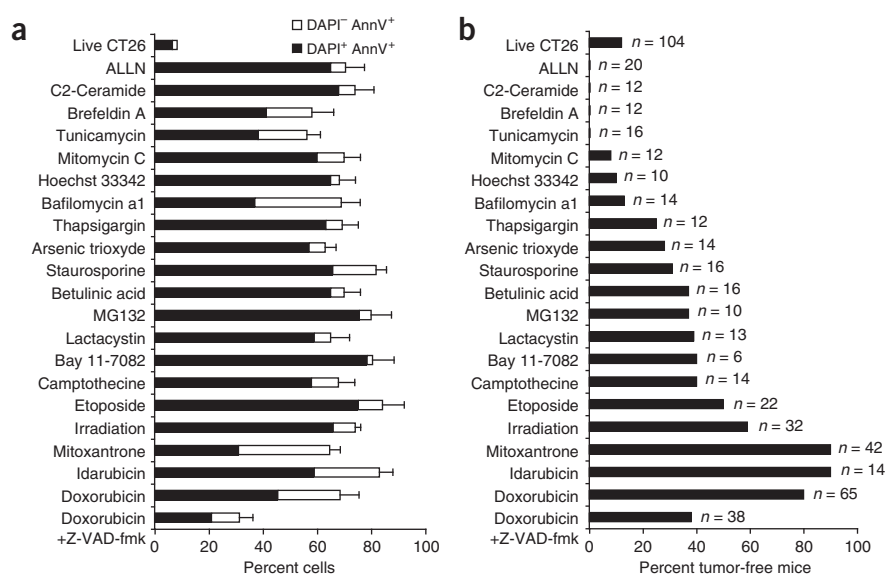 a
DAPI⁻ AnnV⁺
DAPI⁺ AnnV⁺
Live CT26
ALLN
C2-Ceramide
Brefeldin A
Tunicamycin
Mitomycin C
Hoechst 33342
Bafilomycin a1
Thapsigargin
Arsenic trioxyde
Staurosporine
Betulinic acid
MG132
Lactacystin
Bay 11-7082
Camptothecine
Etoposide
Irradiation
Mitoxantrone
Idarubicin
Doxorubicin
Doxorubicin
+Z-VAD-fmk
0 20 40 60 80 100
Percent cells
b
Live CT26 n = 104
ALLN n = 20
C2-Ceramide n = 12
Brefeldin A n = 12
Tunicamycin n = 16
Mitomycin C n = 12
Hoechst 33342 n = 10
Bafilomycin a1 n = 14
Thapsigargin n = 12
Arsenic trioxyde n = 14
Staurosporine n = 16
Betulinic acid n = 16
MG132 n = 10
Lactacystin n = 13
Bay 11-7082 n = 6
Camptothecine n = 14
Etoposide n = 22
Irradiation n = 32
Mitoxantrone n = 42
Idarubicin n = 14
Doxorubicin n = 65
Doxorubicin n = 38
+Z-VAD-fmk
0 20 40 60 80 100
Percent tumor-free mice